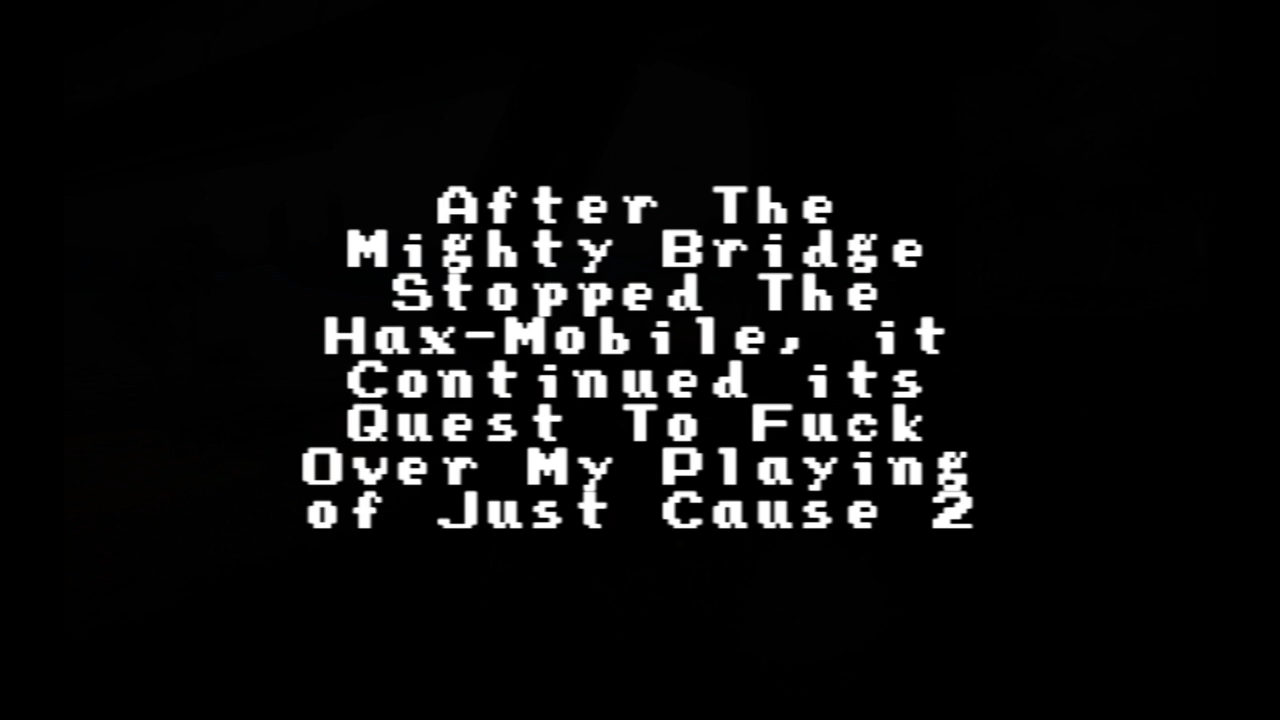 After The
Mighty Bridge
Stopped The
Hax-Mobile, it
Continued its
Quest To Fuck
Over My Playing
of Just Cause 2